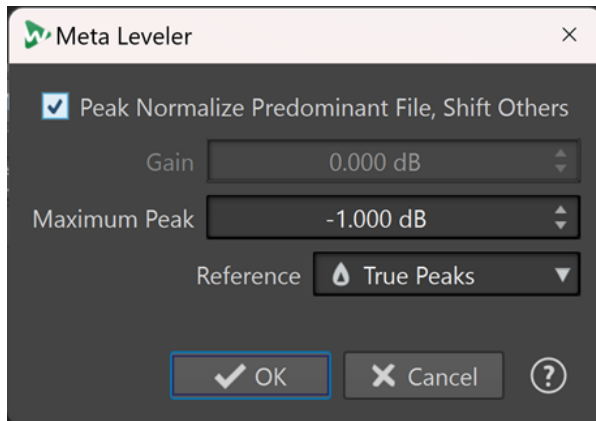 Meta Leveler
Peak Normalize Predominant File, Shift Others
Gain 0.000 dB
Maximum Peak -1.000 dB
Reference True Peaks
OK Cancel ?